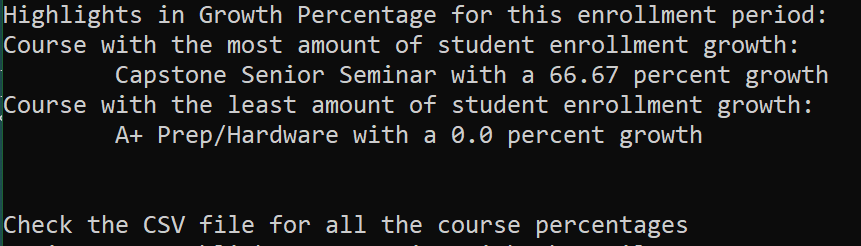 Highlights in Growth Percentage for this enrollment period:
Course with the most amount of student enrollment growth:
Capstone Senior Seminar with a 66.67 percent growth
Course with the least amount of student enrollment growth:
A+ Prep/Hardware with a 0.0 percent growth
Check the CSV file for all the course percentages